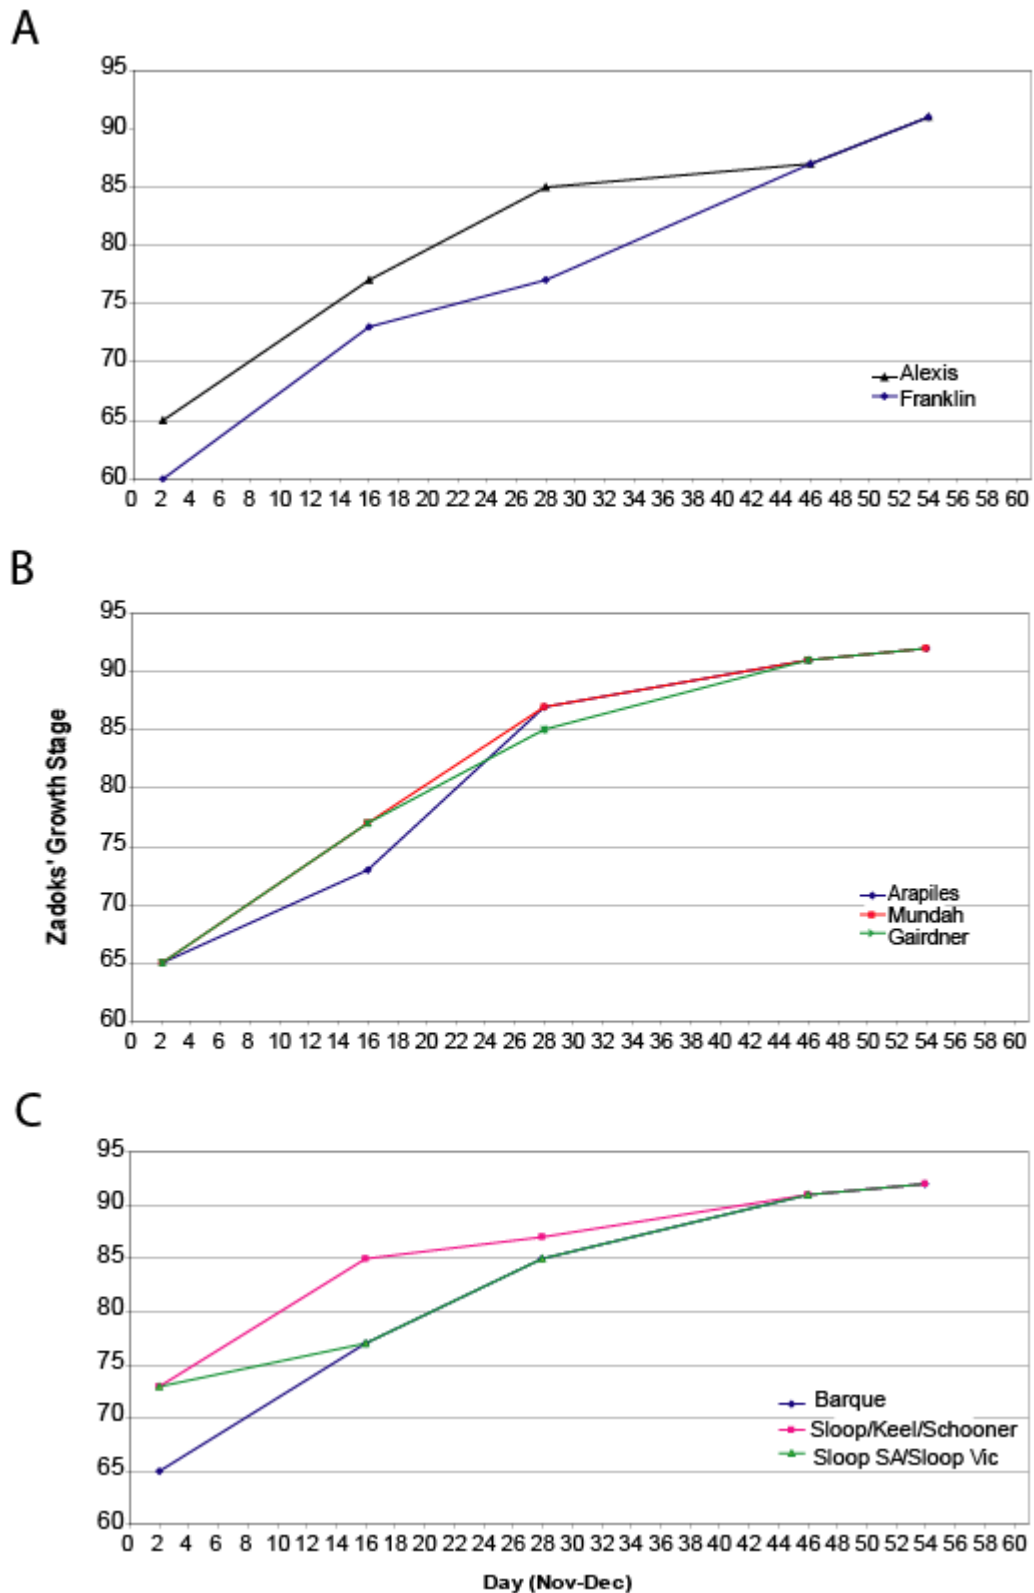 A
95
90
85
80
75
70
65
60
0 2 4 6 8 10 12 14 16 18 20 22 24 26 28 30 32 34 36 38 40 42 44 46 48 50 52 54 56 58 60
Alexis
Franklin
B
Zadoks' Growth Stage
95
90
85
80
75
70
65
60
0 2 4 6 8 10 12 14 16 18 20 22 24 26 28 30 32 34 36 38 40 42 44 46 48 50 52 54 56 58 60
Arapiles
Mundah
Gairdner
C
95
90
85
80
75
70
65
60
0 2 4 6 8 10 12 14 16 18 20 22 24 26 28 30 32 34 36 38 40 42 44 46 48 50 52 54 56 58 60
Barque
Sloop/Keel/Schooner
Sloop SA/Sloop Vic
Day (Nov-Dec)